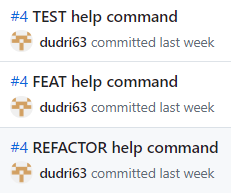 #4 TEST help command
dudri63 committed last week
#4 FEAT help command
dudri63 committed last week
#4 REFACTOR help command
dudri63 committed last week